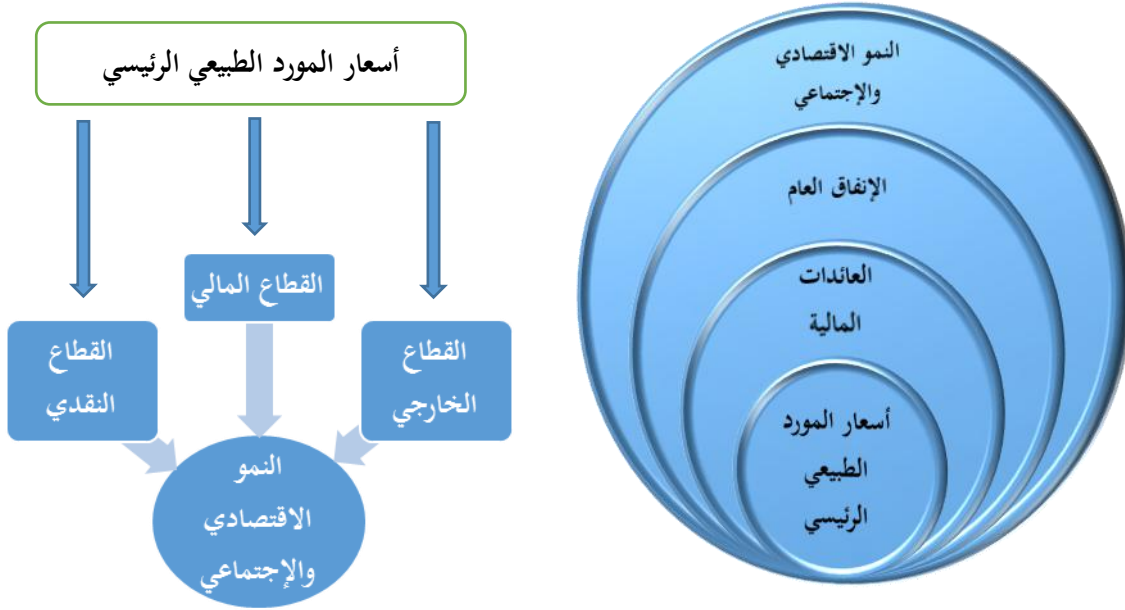 النمو الاقتصادي
والإجتماعي
الإنفاق العام
العائدات
المالية
أسعار المورد
الطبيعي
الرئيسي
أسعار المورد الطبيعي الرئيسي
القطاع
الخارجي
القطاع المالي
القطاع
النقدي
النمو
الاقتصادي
والإجتماعي